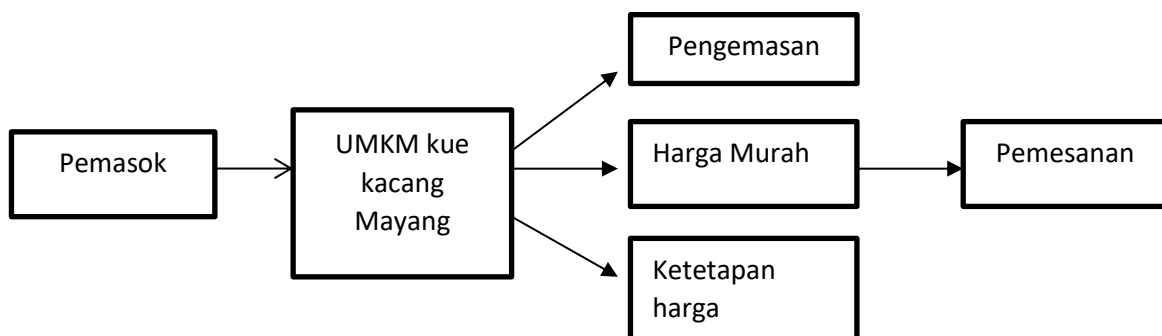 Pemasok
UMKM kue
kacang
Mayang
Pengemasan
Harga Murah
Ketetapan
harga
Pemesanan